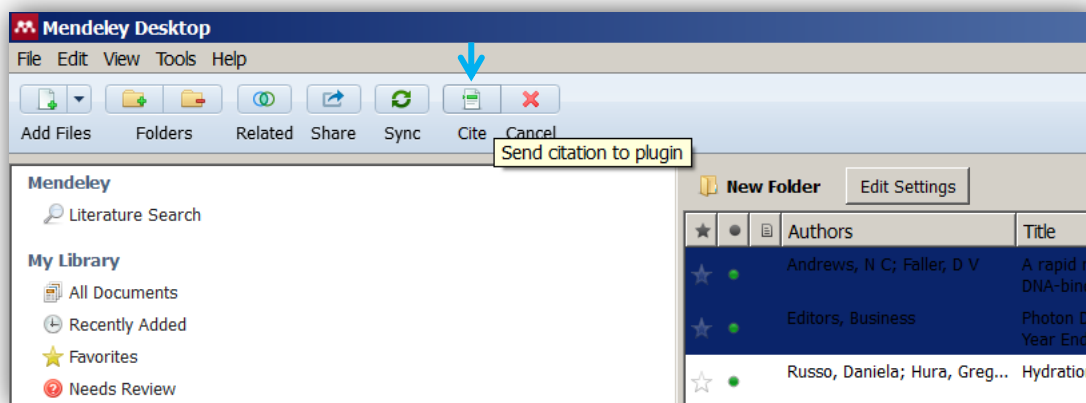 Mendeley Desktop
File Edit View Tools Help
Add Files Folders Related Share Sync Cite Cancel
Send citation to plugin
Mendeley
Literature Search
My Library
All Documents
Recently Added
Favorites
Needs Review
New Folder Edit Settings
Authors Title
Andrews, N C; Faller, D V A rapid
DNA-bin
Editors, Business Photon D
Year End
Russo, Daniela; Hura, Greg... Hydration